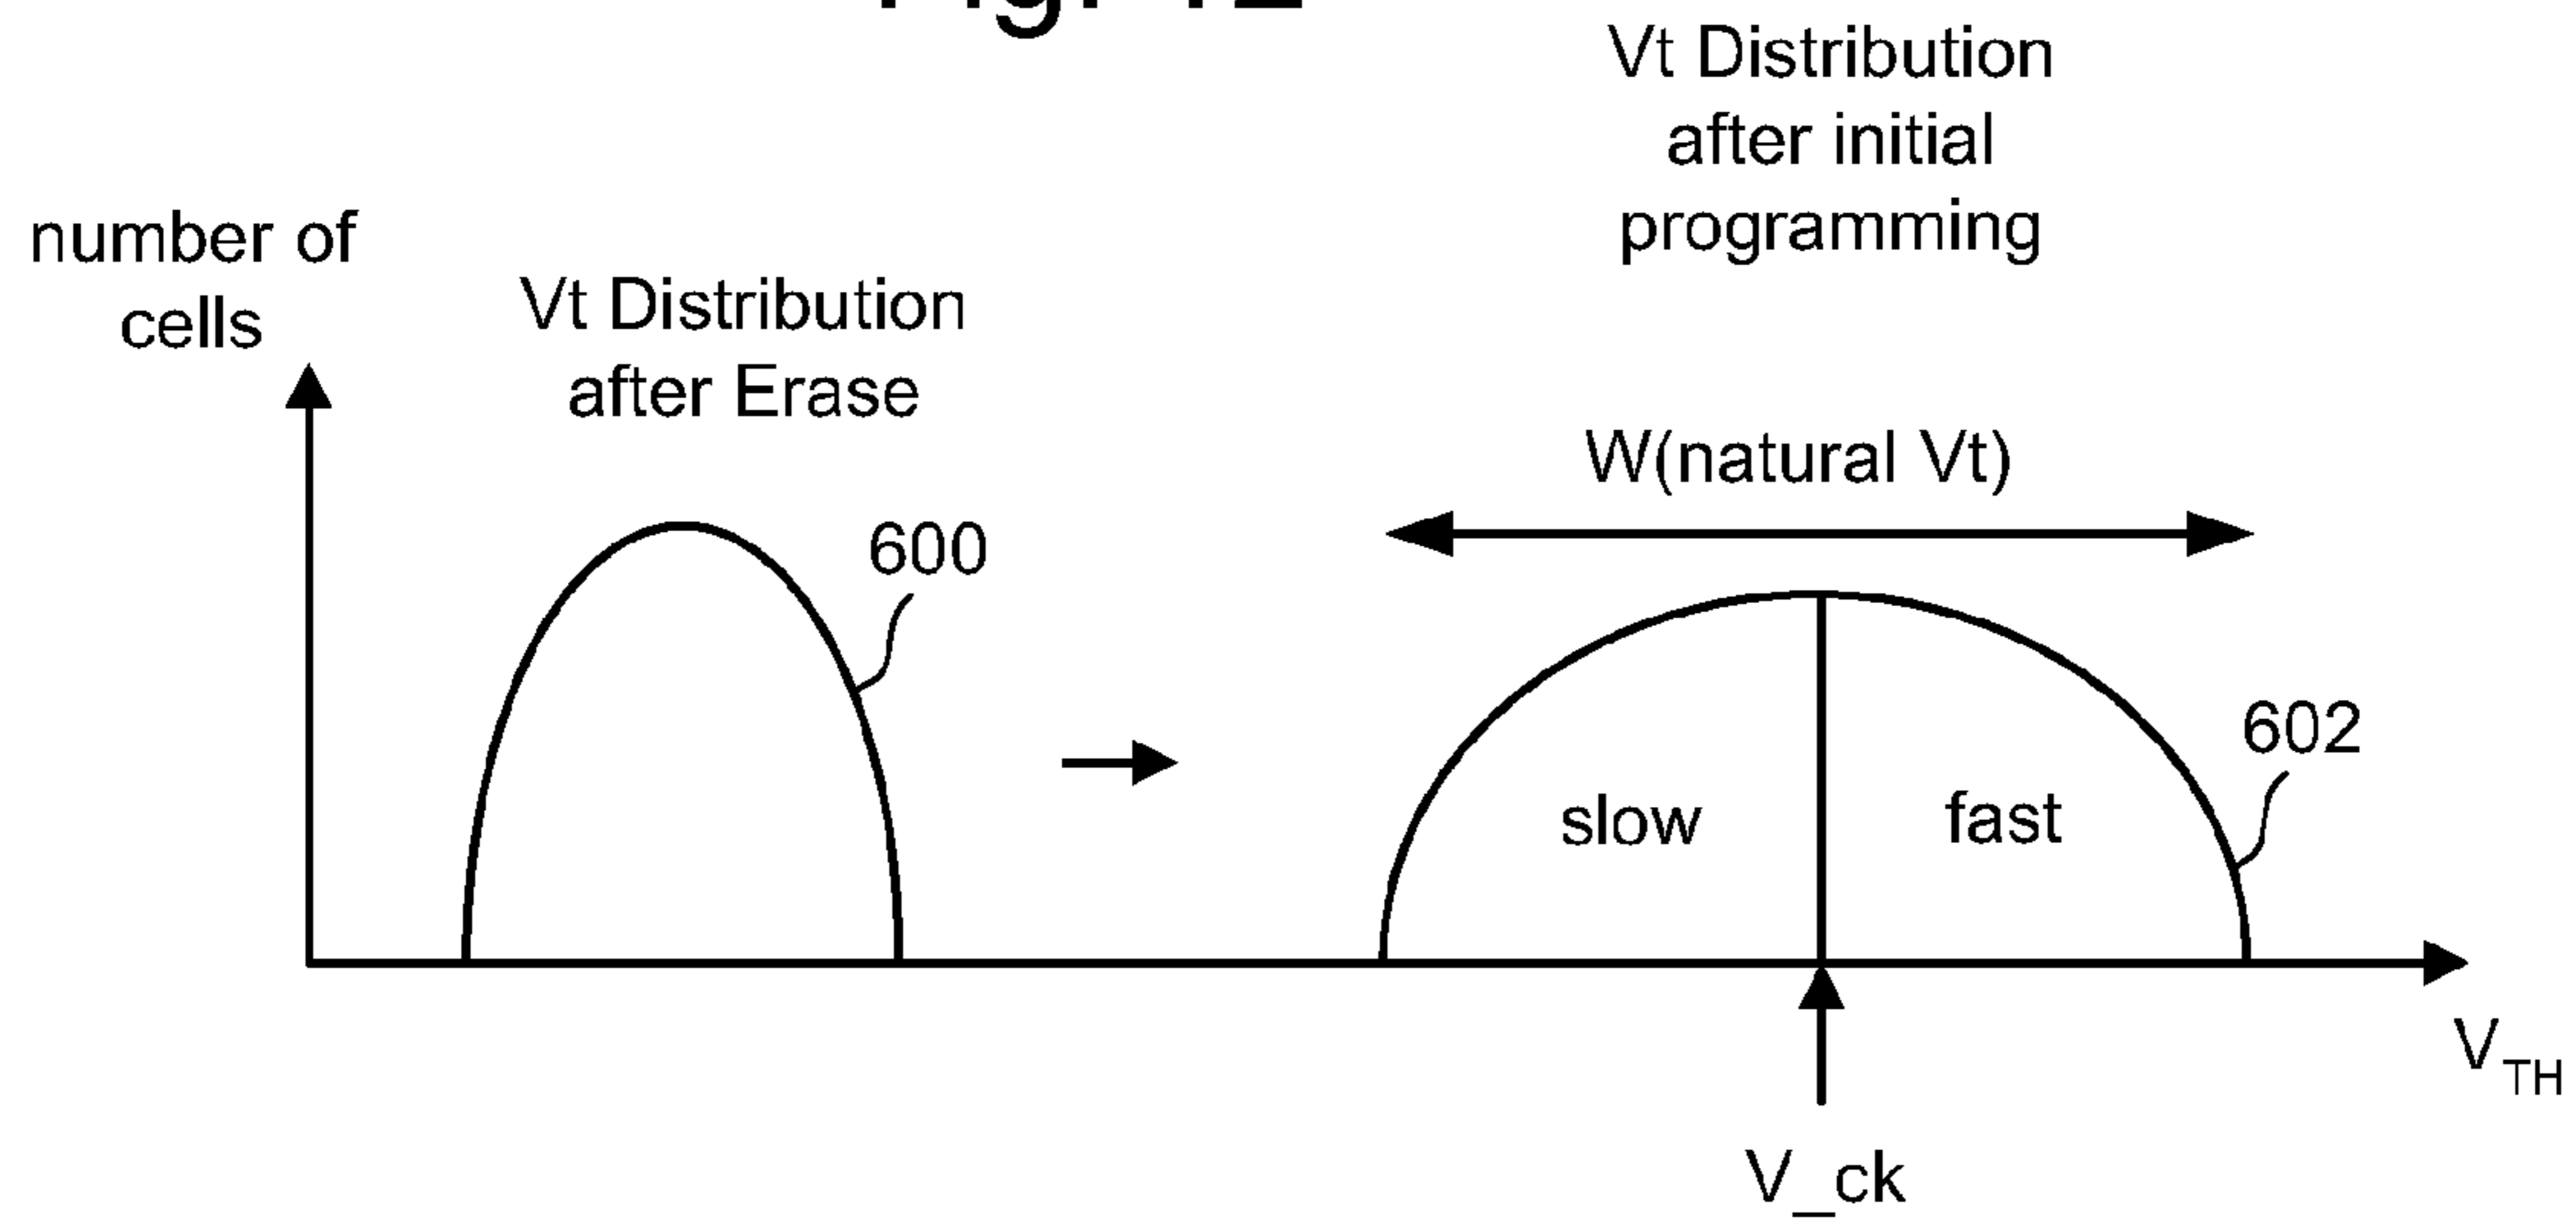 Vt Distribution
after initial
programming
number of
cells
Vt Distribution
after Erase
W(natural Vt)
600
602
slow
fast
VTH
V_ck